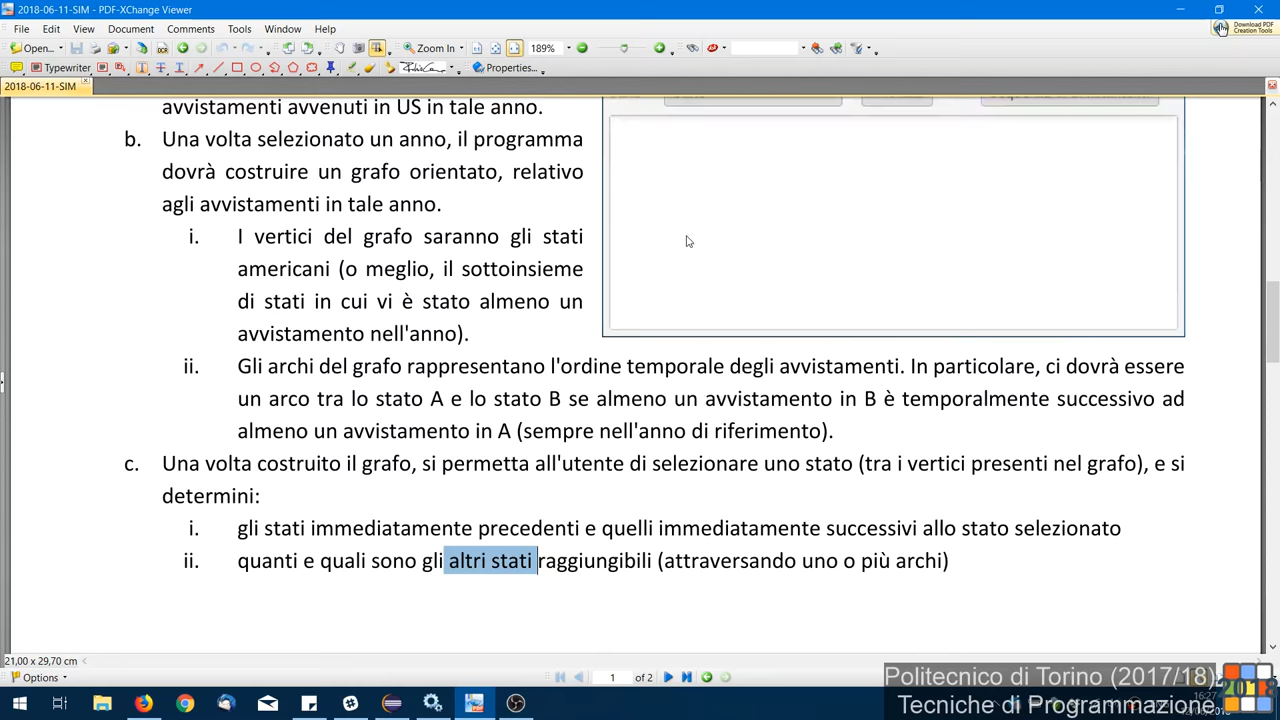 2018-06-11-SIM - PDF-XChange Viewer
File Edit View Document Comments Tools Window Help
Open... Zoom In 189% Download PDF Creation Tools
Typewriter Properties...
2018-06-11-SIM
avvistamenti avvenuti in US in tale anno.
b. Una volta selezionato un anno, il programma
dovrà costruire un grafo orientato, relativo
agli avvistamenti in tale anno.
i. I vertici del grafo saranno gli stati
americani (o meglio, il sottoinsieme
di stati in cui vi è stato almeno un
avvistamento nell'anno).
ii. Gli archi del grafo rappresentano l'ordine temporale degli avvistamenti. In particolare, ci dovrà essere
un arco tra lo stato A e lo stato B se almeno un avvistamento in B è temporalmente successivo ad
almeno un avvistamento in A (sempre nell'anno di riferimento).
c. Una volta costruito il grafo, si permetta all'utente di selezionare uno stato (tra i vertici presenti nel grafo), e si
determini:
i. gli stati immediatamente precedenti e quelli immediatamente successivi allo stato selezionato
ii. quanti e quali sono gli altri stati raggiungibili (attraversando uno o più archi)
21,00 x 29,70 cm
Options 1 of 2
Politecnico di Torino (2017/18)
Tecniche di Programmazione
2018
16:27